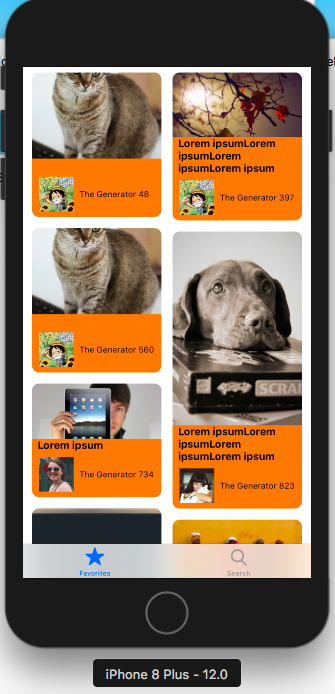 The Generator 48
Lorem ipsumLorem
ipsumLorem
ipsumLorem ipsum
The Generator 397
The Generator 560
Lorem ipsum
The Generator 734
SCRA
Lorem ipsumLorem
ipsumLorem
ipsumLorem ipsum
The Generator 823
Favorites
Search
iPhone 8 Plus - 12.0